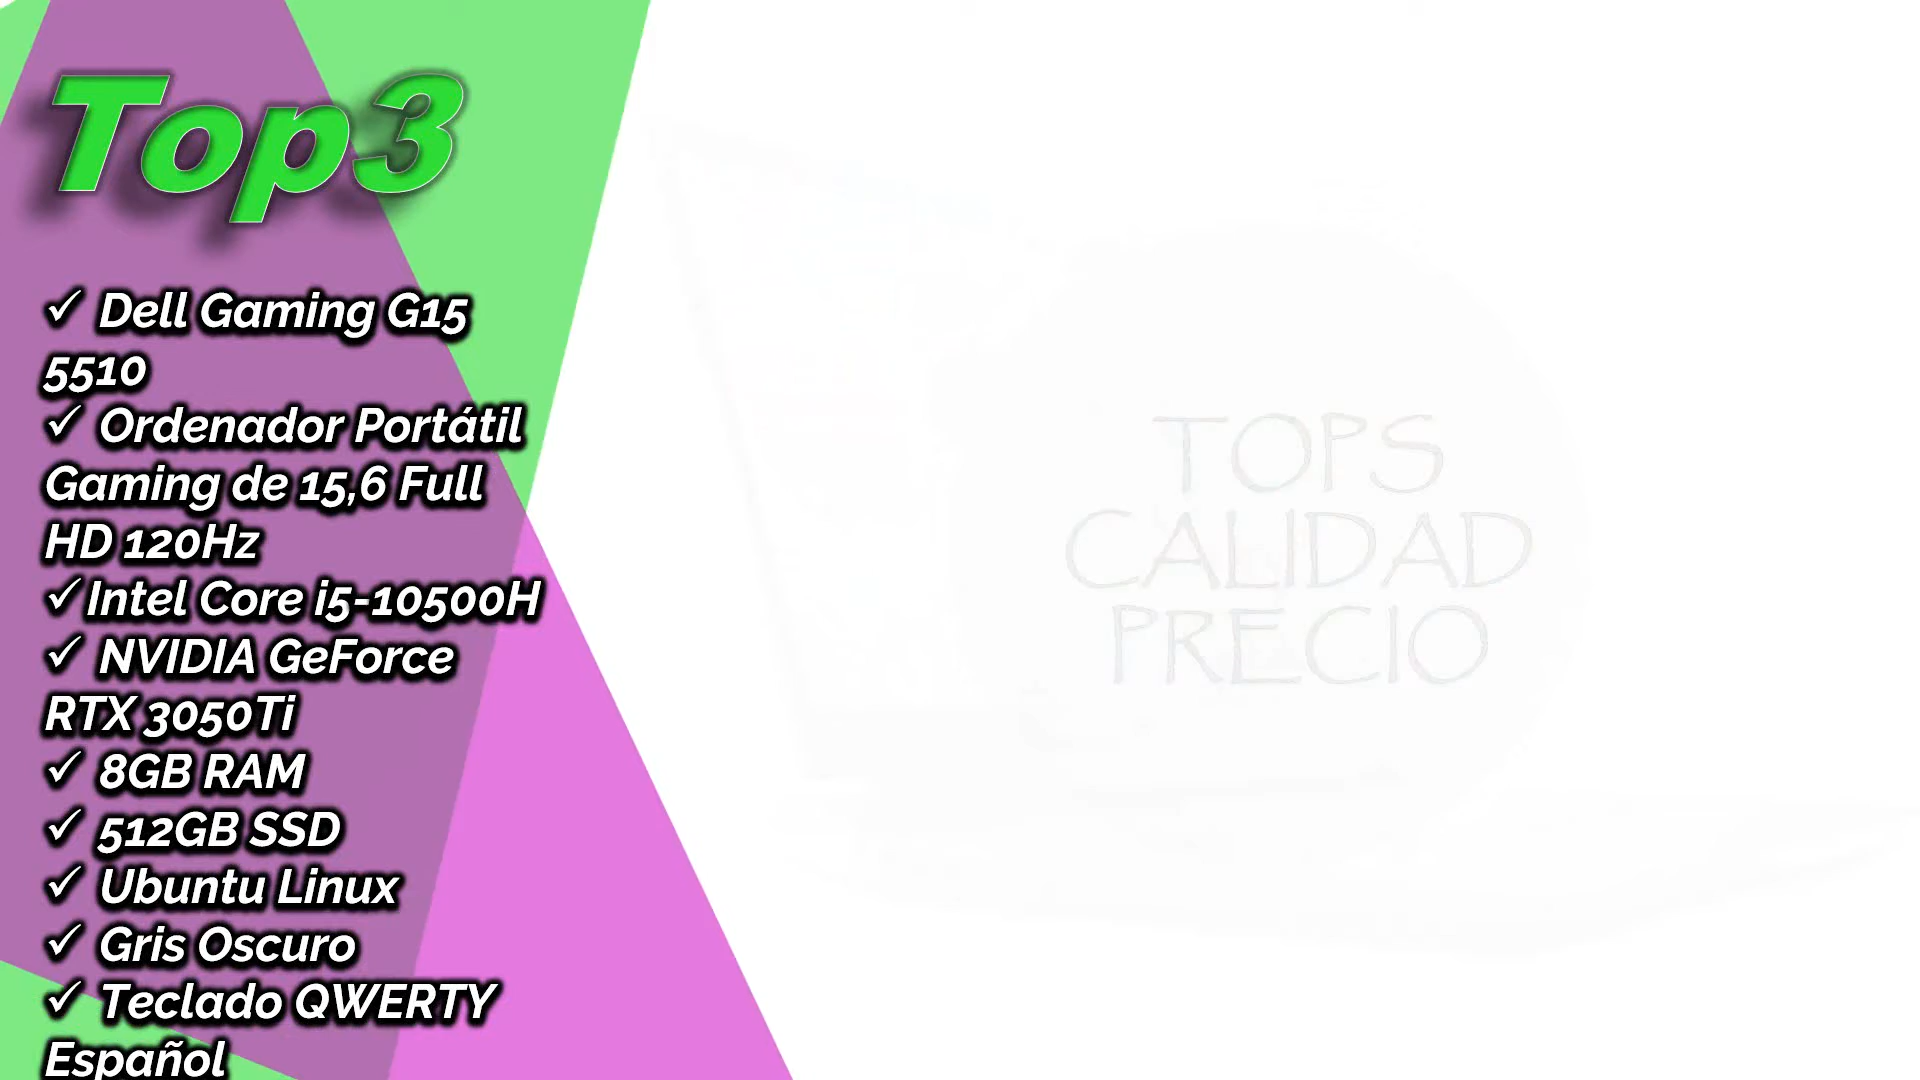 Top3
✓ Dell Gaming G15
5510
✓ Ordenador Portátil
Gaming de 15,6 Full
HD 120Hz
✓Intel Core i5-10500H
✓ NVIDIA GeForce
RTX 3050Ti
✓ 8GB RAM
✓ 512GB SSD
✓ Ubuntu Linux
✓ Gris Oscuro
✓ Teclado QWERTY
Español
TOPS
CALIDAD
PRECIO